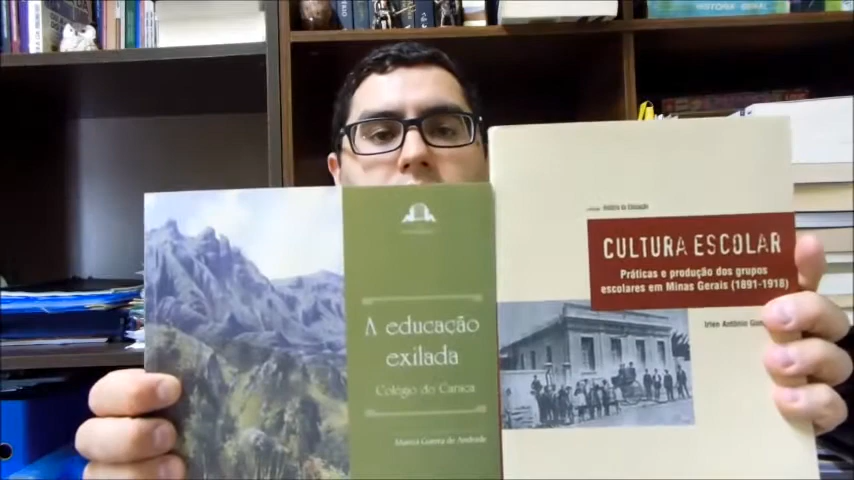 A educação
exilada
Colégio do Caraça
Mariza Guerra de Andrade
História da Educação
CULTURA ESCOLAR
Práticas e produção dos grupos
escolares em Minas Gerais (1891-1918)
Irlen Antônio